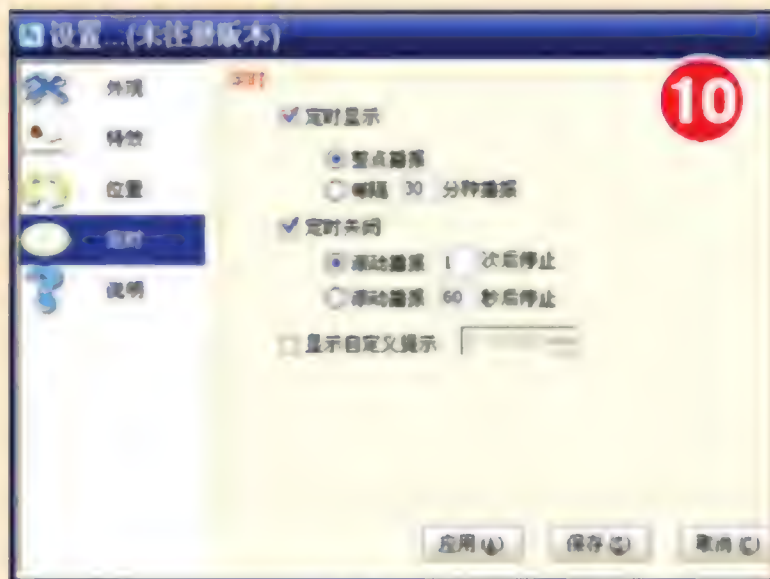 设置...(未注册版本)
10
外观
特效
位置
定时
说明
定时
定时显示
整点播报
每隔 30 分种播报
定时关闭
滚动播报 1 次后停止
滚动播报 60 秒后停止
显示自定义提示
应用(A)
保存(S)
取消(C)